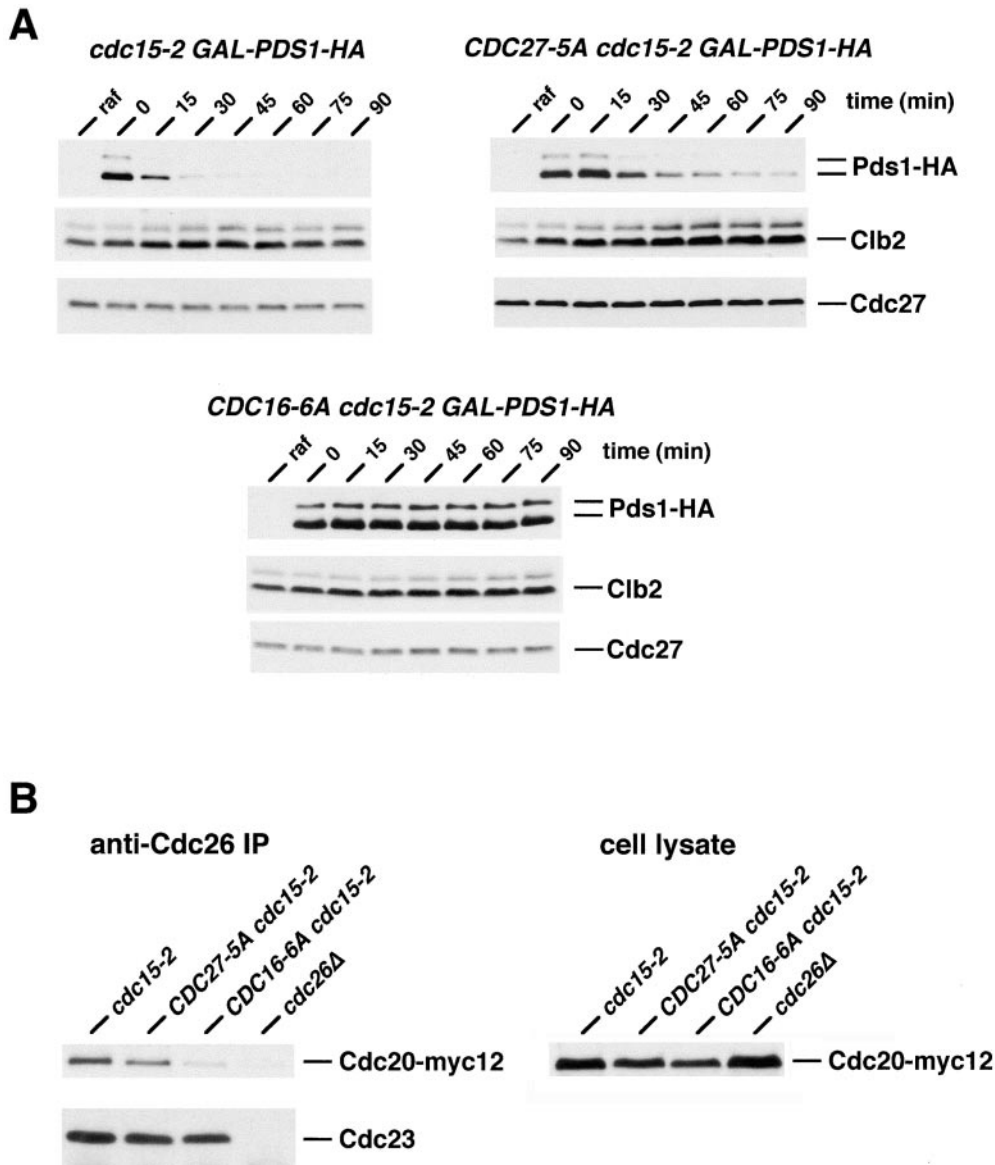 A
cdc15-2 GAL-PDS1-HA
raf 0 15 30 45 60 75 90
CDC27-5A cdc15-2 GAL-PDS1-HA
raf 0 15 30 45 60 75 90 time (min)
Pds1-HA
Clb2
Cdc27
CDC16-6A cdc15-2 GAL-PDS1-HA
raf 0 15 30 45 60 75 90 time (min)
Pds1-HA
Clb2
Cdc27
B
anti-Cdc26 IP
cdc15-2
CDC27-5A cdc15-2
CDC16-6A cdc15-2
cdc26Δ
Cdc20-myc12
Cdc23
cell lysate
cdc15-2
CDC27-5A cdc15-2
CDC16-6A cdc15-2
cdc26Δ
Cdc20-myc12